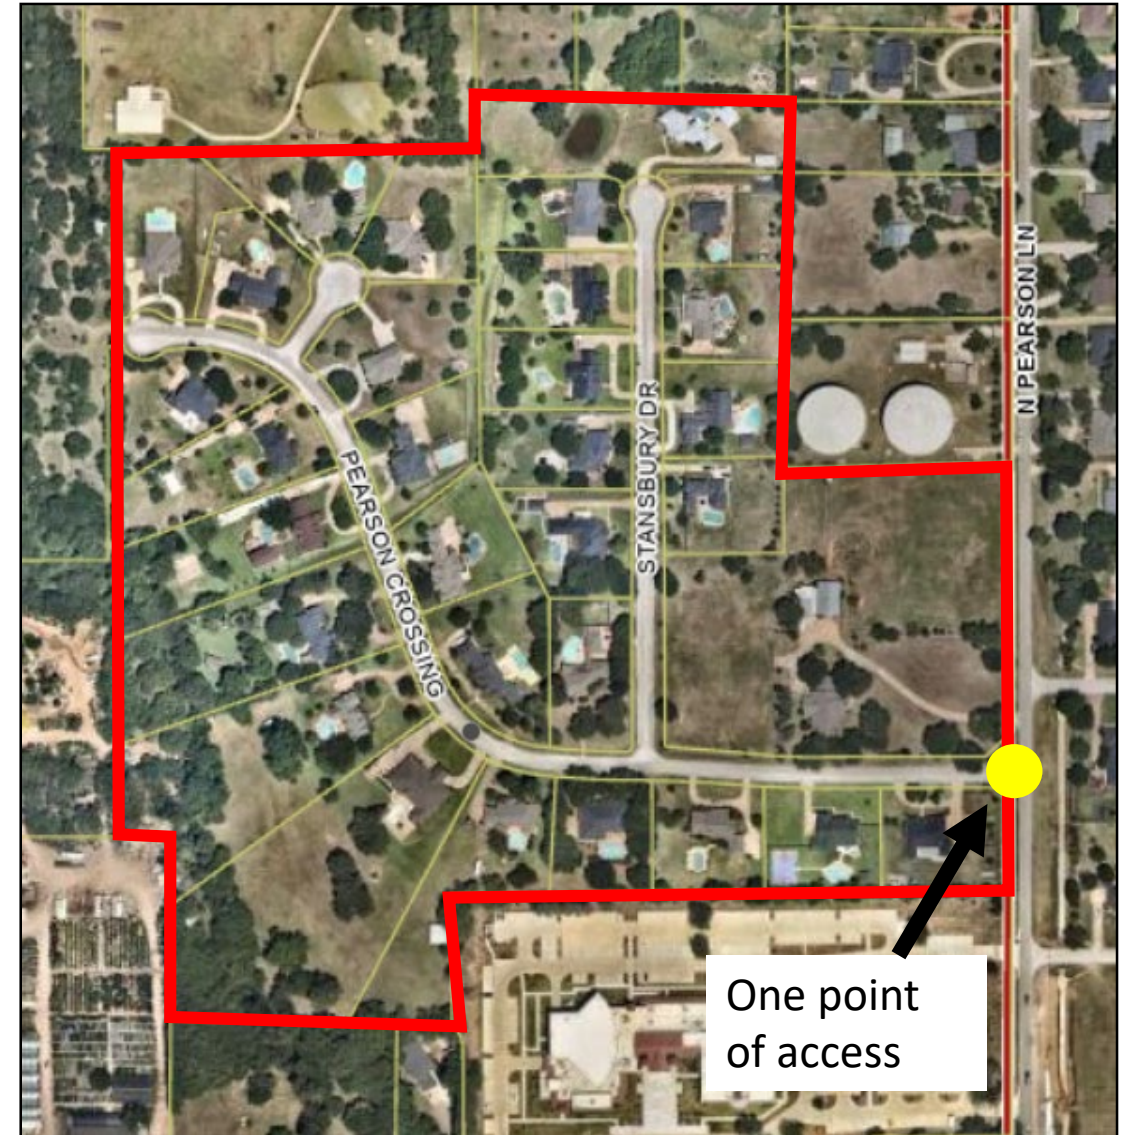 N PEARSON LN
STANSBURY DR
PEARSON CROSSING
One point
of access